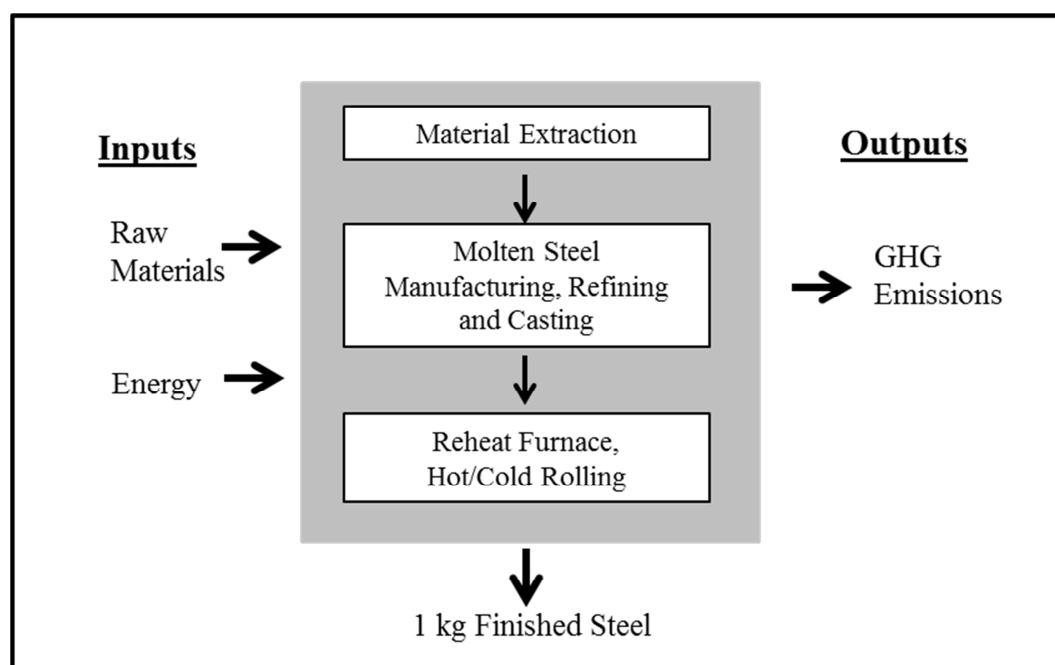 Inputs
Raw
Materials
Energy
Material Extraction
Molten Steel
Manufacturing, Refining
and Casting
Reheat Furnace,
Hot/Cold Rolling
Outputs
GHG
Emissions
1 kg Finished Steel